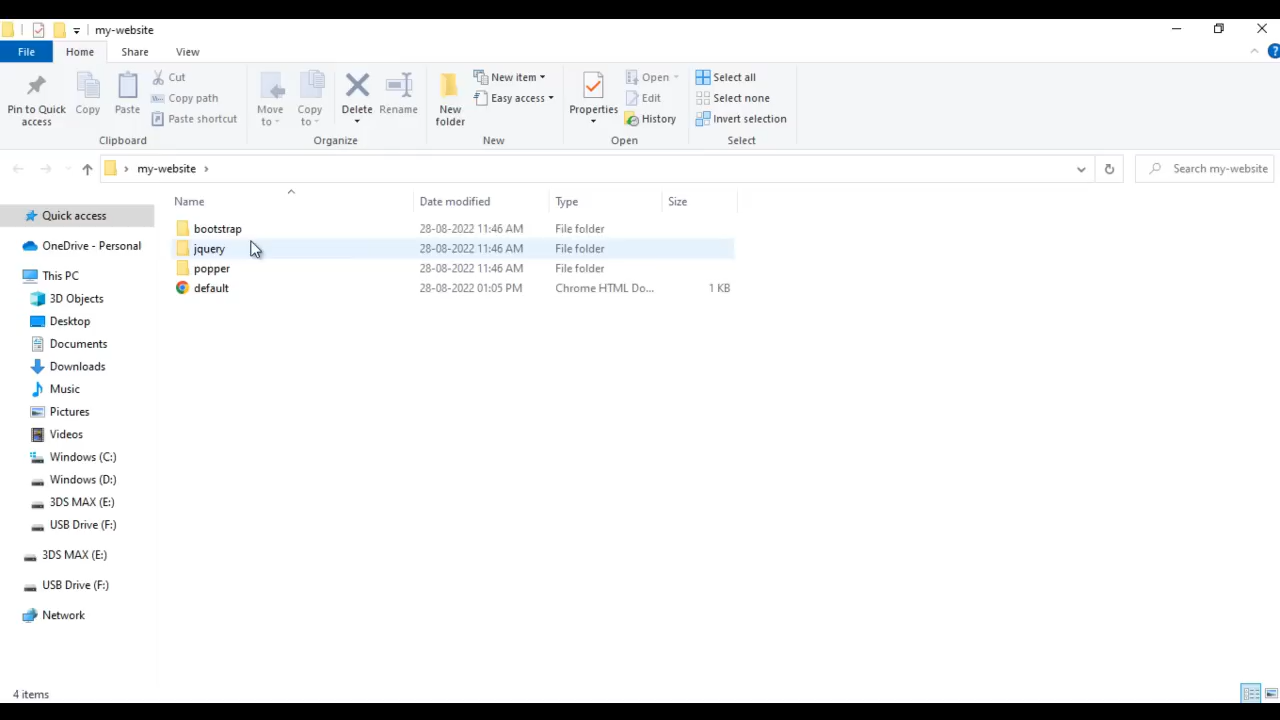 my-website
File Home Share View
Pin to Quick access
Copy
Paste
Cut
Copy path
Paste shortcut
Clipboard
Move to
Copy to
Delete
Rename
Organize
New folder
New item
Easy access
New
Properties
Open
Edit
History
Open
Select all
Select none
Invert selection
Select
my-website
Search my-website
Name Date modified Type Size
bootstrap 28-08-2022 11:46 AM File folder
jquery 28-08-2022 11:46 AM File folder
popper 28-08-2022 11:46 AM File folder
default 28-08-2022 01:05 PM Chrome HTML Do... 1 KB
Quick access
OneDrive - Personal
This PC
3D Objects
Desktop
Documents
Downloads
Music
Pictures
Videos
Windows (C:)
Windows (D:)
3DS MAX (E:)
USB Drive (F:)
3DS MAX (E:)
USB Drive (F:)
Network
4 items